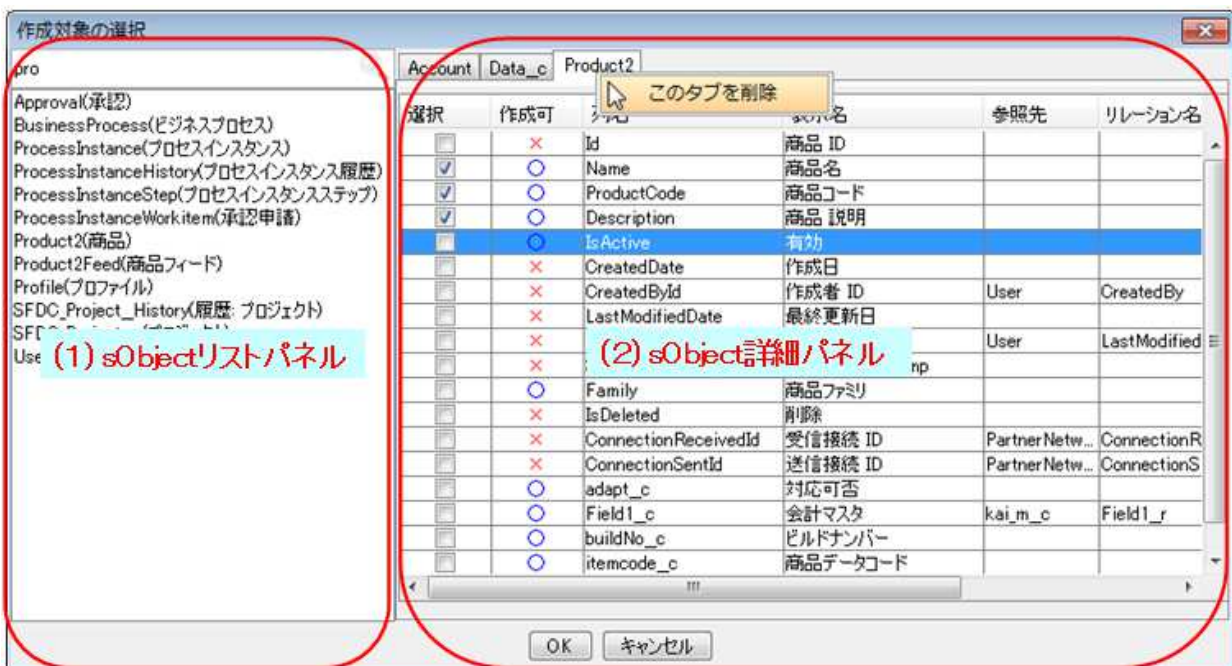 作成対象の選択
pro
Approval(承認)
BusinessProcess(ビジネスプロセス)
ProcessInstance(プロセスインスタンス)
ProcessInstanceHistory(プロセスインスタンス履歴)
ProcessInstanceStep(プロセスインスタンスステップ)
ProcessInstanceWorkitem(承認申請)
Product2(商品)
Product2Feed(商品フィード)
Profile(プロファイル)
SFDC_Project_History(履歴: プロジェクト)
(1) sObjectリストパネル
Account Data_c Product2
このタブを削除
選択 作成可 参照先 リレーション名
× Id 商品 ID
○ Name 商品名
○ ProductCode 商品コード
○ Description 商品 説明
○ IsActive 有効
× CreatedDate 作成日
× CreatedById 作成者 ID User CreatedBy
× LastModifiedDate 最終更新日
× User LastModified
(2) sObject詳細パネル
×
○ Family 商品ファミリ
× IsDeleted 削除
× ConnectionReceivedId 受信接続 ID PartnerNetw... ConnectionR
× ConnectionSentId 送信接続 ID PartnerNetw... ConnectionS
○ adapt_c 対応可否
○ Field1_c 会計マスタ kai_m_c Field1_r
○ buildNo_c ビルドナンバー
○ itemcode_c 商品データコード
OK キャンセル